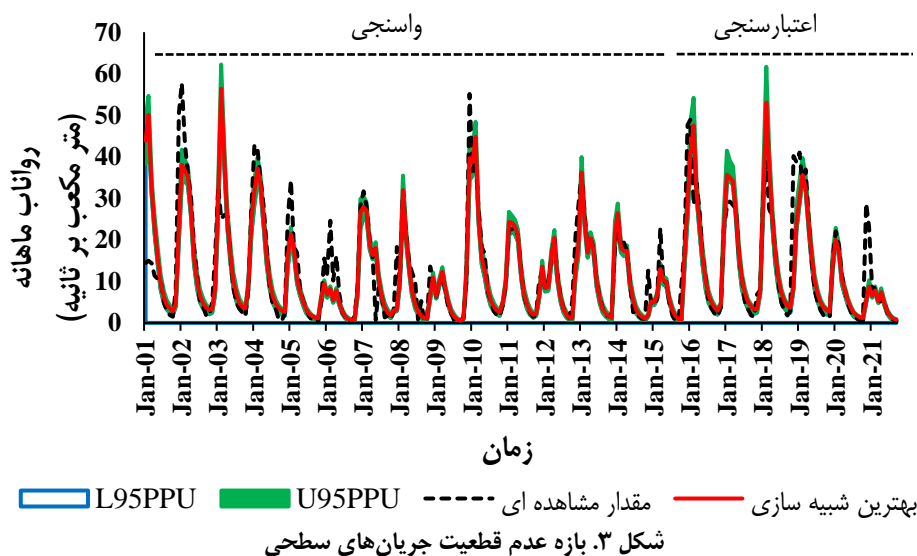 واسنجی
اعتبارسنجی
رواناب ماهانه
(متر مکعب بر ثانیه)
70
60
50
40
30
20
10
0
Jan-01
Jan-02
Jan-03
Jan-04
Jan-05
Jan-06
Jan-07
Jan-08
Jan-09
Jan-10
Jan-11
Jan-12
Jan-13
Jan-14
Jan-15
Jan-16
Jan-17
Jan-18
Jan-19
Jan-20
Jan-21
زمان
L95PPU
U95PPU
مقدار مشاهده ای
بهترین شبیه سازی
شکل ۳. بازه عدم قطعیت جریان‌های سطحی